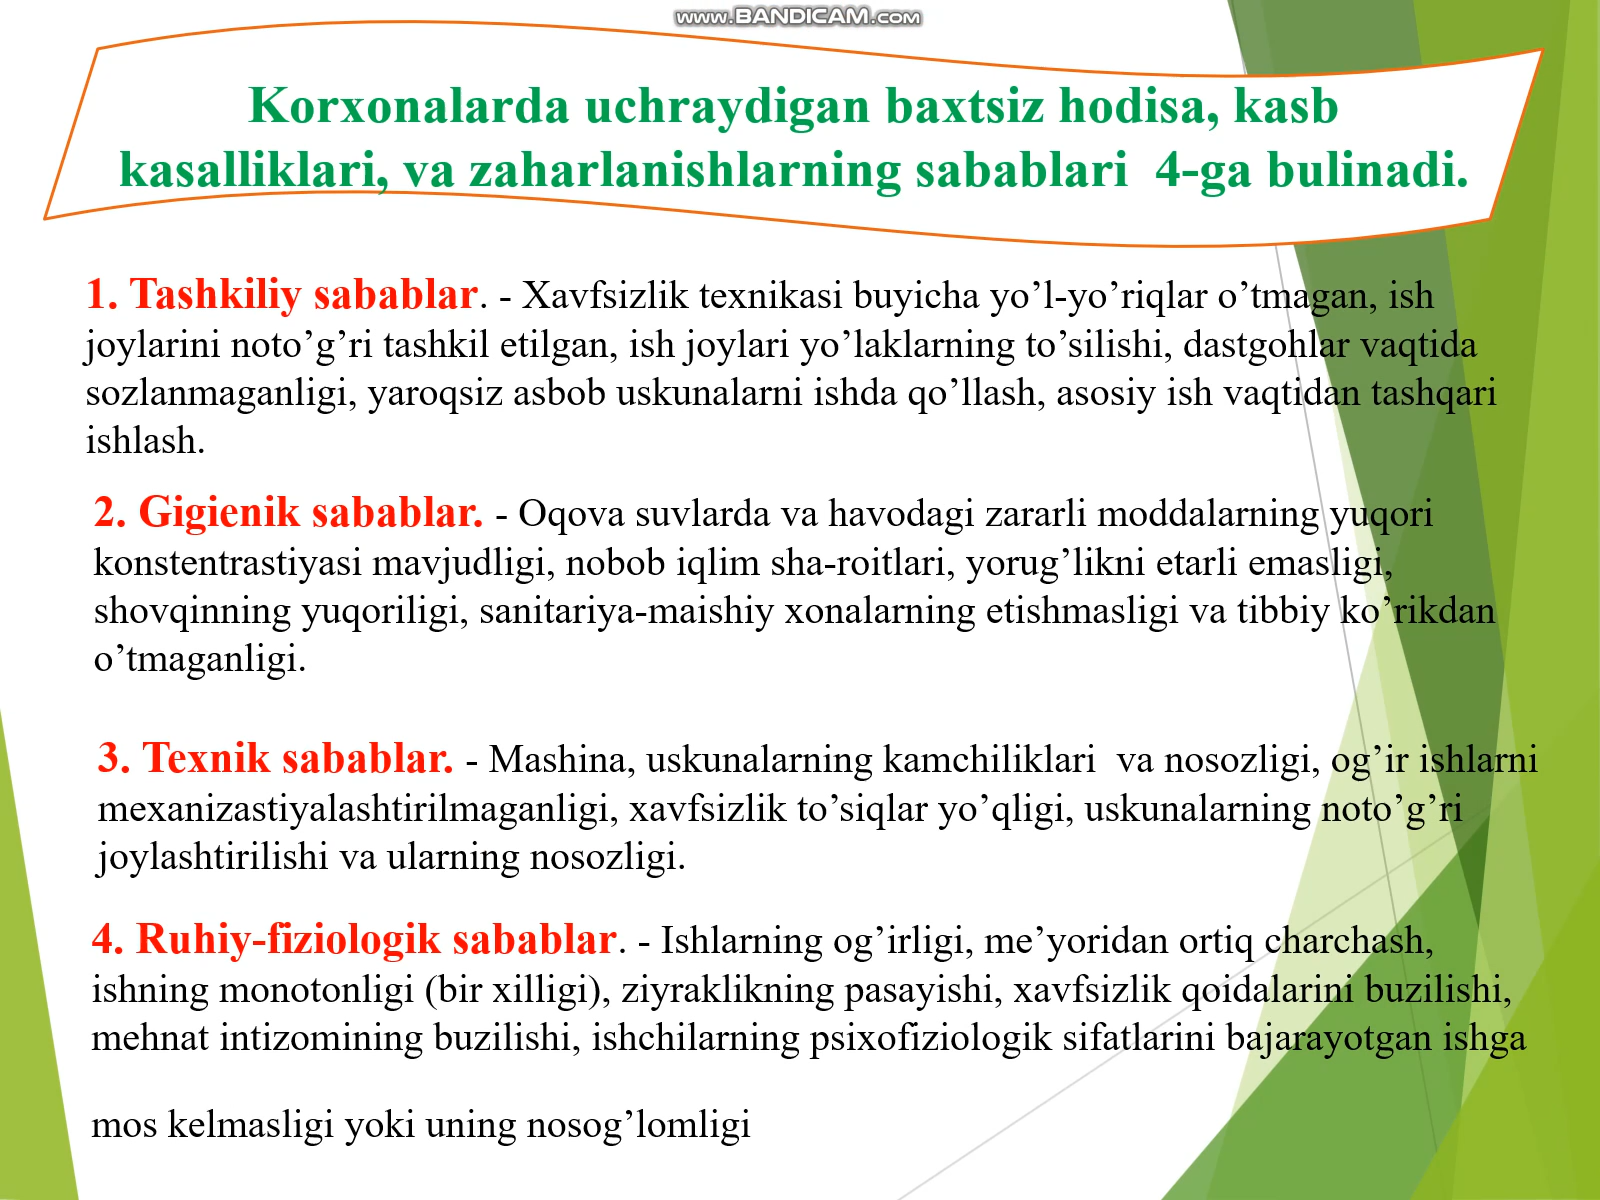 www.BANDICAM.com
Korxonalarda uchraydigan baxtsiz hodisa, kasb
kasalliklari, va zaharlanishlarning sabablari  4-ga bulinadi.
1. Tashkiliy sabablar. - Xavfsizlik texnikasi buyicha yo’l-yo’riqlar o’tmagan, ish
joylarini noto’g’ri tashkil etilgan, ish joylari yo’laklarning to’silishi, dastgohlar vaqtida
sozlanmaganligi, yaroqsiz asbob uskunalarni ishda qo’llash, asosiy ish vaqtidan tashqari
ishlash.
2. Gigienik sabablar. - Oqova suvlarda va havodagi zararli moddalarning yuqori
konstentrastiyasi mavjudligi, nobob iqlim sha-roitlari, yorug’likni etarli emasligi,
shovqinning yuqoriligi, sanitariya-maishiy xonalarning etishmasligi va tibbiy ko’rikdan
o’tmaganligi.
3. Texnik sabablar. - Mashina, uskunalarning kamchiliklari  va nosozligi, og’ir ishlarni
mexanizastiyalashtirilmaganligi, xavfsizlik to’siqlar yo’qligi, uskunalarning noto’g’ri
joylashtirilishi va ularning nosozligi.
4. Ruhiy-fiziologik sabablar. - Ishlarning og’irligi, me’yoridan ortiq charchash,
ishning monotonligi (bir xilligi), ziyraklikning pasayishi, xavfsizlik qoidalarini buzilishi,
mehnat intizomining buzilishi, ishchilarning psixofiziologik sifatlarini bajarayotgan ishga
mos kelmasligi yoki uning nosog’lomligi